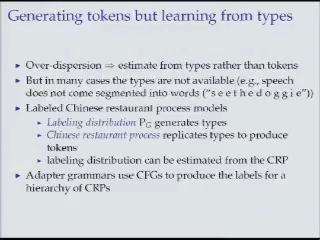 Generating tokens but learning from types
▸ Over-dispersion ⇒ estimate from types rather than tokens
▸ But in many cases the types are not available (e.g., speech
does not come segmented into words (“s e e t h e d o g g i e”))
▸ Labeled Chinese restaurant process models
▸ Labeling distribution P_G generates types
▸ Chinese restaurant process replicates types to produce
tokens
▸ labeling distribution can be estimated from the CRP
▸ Adapter grammars use CFGs to produce the labels for a
hierarchy of CRPs